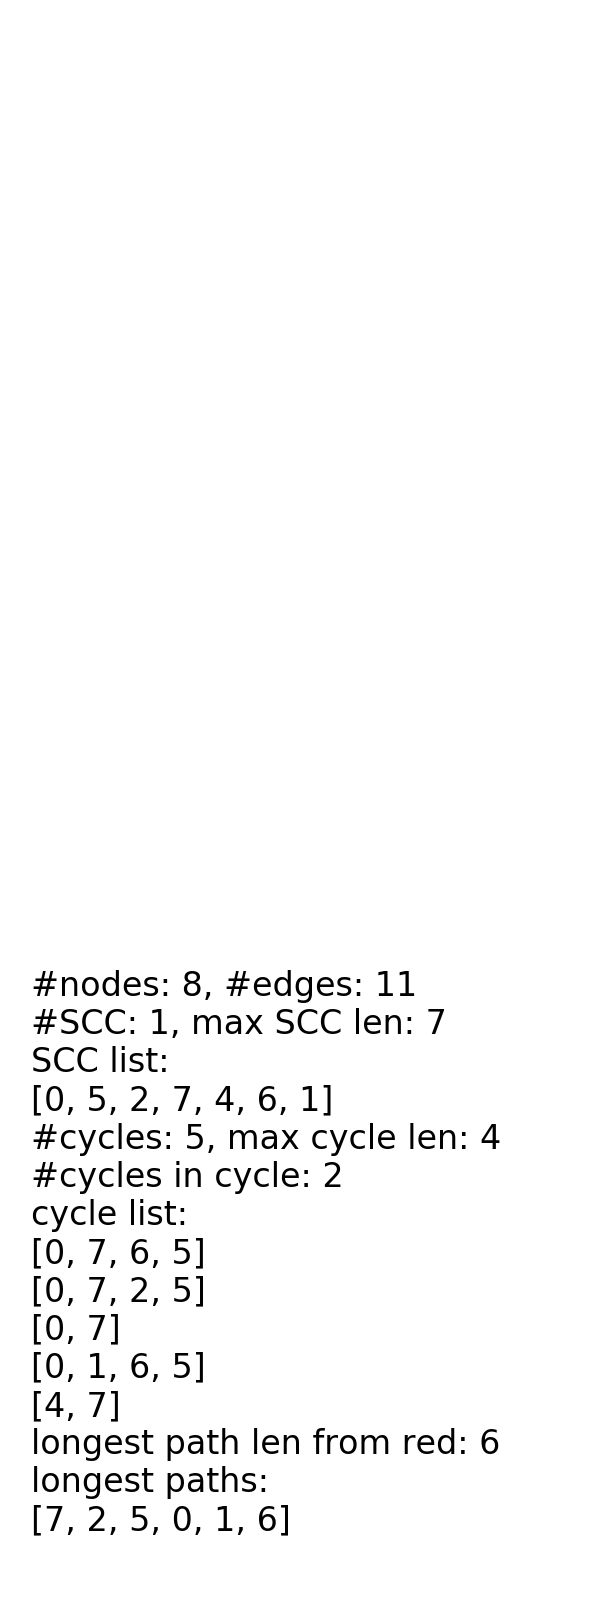 #nodes: 8, #edges: 11
#SCC: 1, max SCC len: 7
SCC list:
[0, 5, 2, 7, 4, 6, 1]
#cycles: 5, max cycle len: 4
#cycles in cycle: 2
cycle list:
[0, 7, 6, 5]
[0, 7, 2, 5]
[0, 7]
[0, 1, 6, 5]
[4, 7]
longest path len from red: 6
longest paths:
[7, 2, 5, 0, 1, 6]